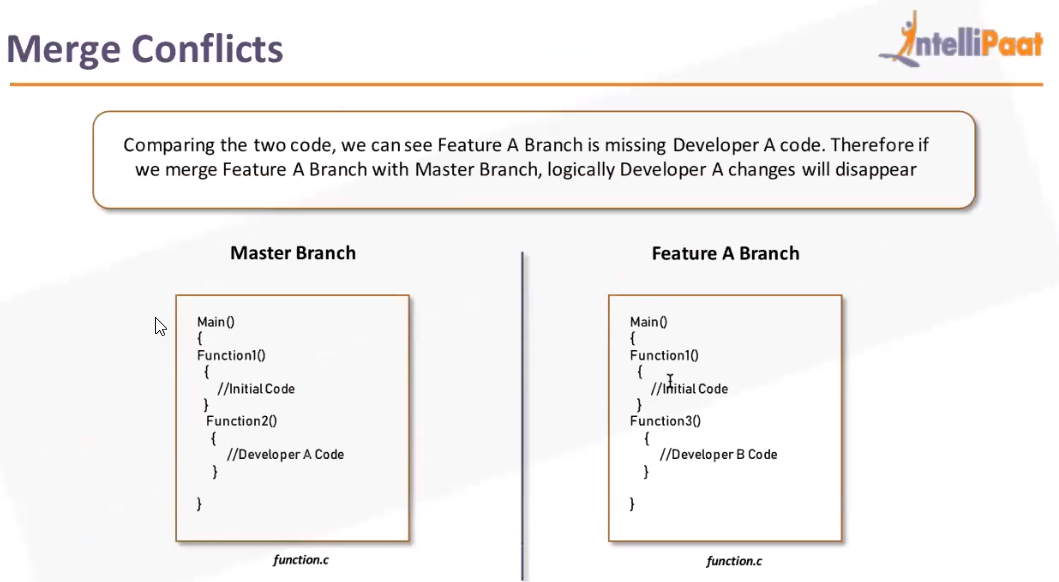 Merge Conflicts
IntelliPaat
Comparing the two code, we can see Feature A Branch is missing Developer A code. Therefore if
we merge Feature A Branch with Master Branch, logically Developer A changes will disappear
Master Branch
Main()
{
Function1()
{
//Initial Code
}
Function2()
{
//Developer A Code
}
}
function.c
Feature A Branch
Main()
{
Function1()
{
//Initial Code
}
Function3()
{
//Developer B Code
}
}
function.c